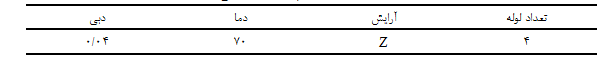 تعداد لوله آرایش دما دبی
۴ Z ۷۰ ۰/۰۴